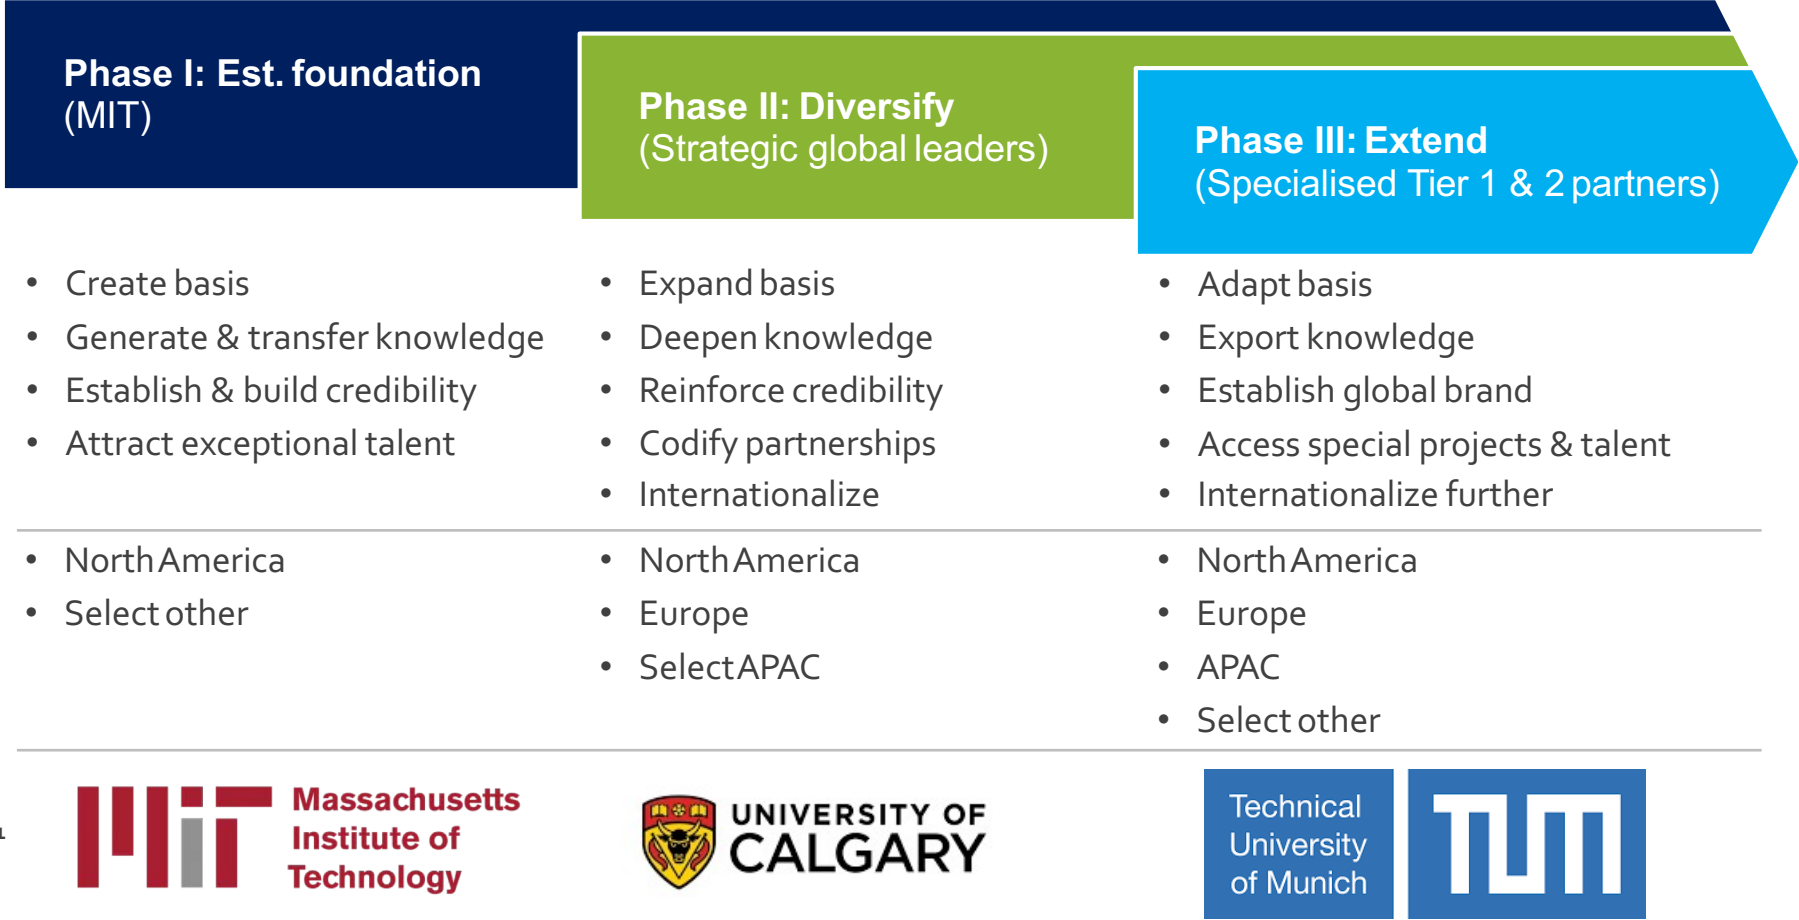 Phase I: Est. foundation
(MIT)
Phase II: Diversify
(Strategic global leaders)
Phase III: Extend
(Specialised Tier 1 & 2 partners)
• Create basis
• Generate & transfer knowledge
• Establish & build credibility
• Attract exceptional talent
• Expand basis
• Deepen knowledge
• Reinforce credibility
• Codify partnerships
• Internationalize
• Adapt basis
• Export knowledge
• Establish global brand
• Access special projects & talent
• Internationalize further
• North America
• Select other
• North America
• Europe
• Select APAC
• North America
• Europe
• APAC
• Select other
1
MIT
Massachusetts
Institute of
Technology
UNIVERSITY OF
CALGARY
Technical
University
of Munich
TUM